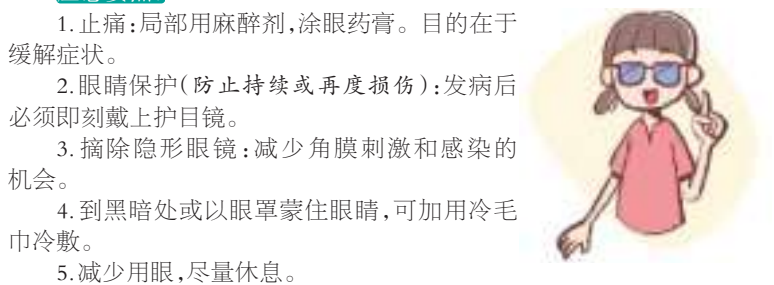 1.止痛:局部用麻醉剂,涂眼药膏。目的在于
缓解症状。
2.眼睛保护(防止持续或再度损伤):发病后
必须即刻戴上护目镜。
3.摘除隐形眼镜:减少角膜刺激和感染的
机会。
4.到黑暗处或以眼罩蒙住眼睛,可加用冷毛
巾冷敷。
5.减少用眼,尽量休息。